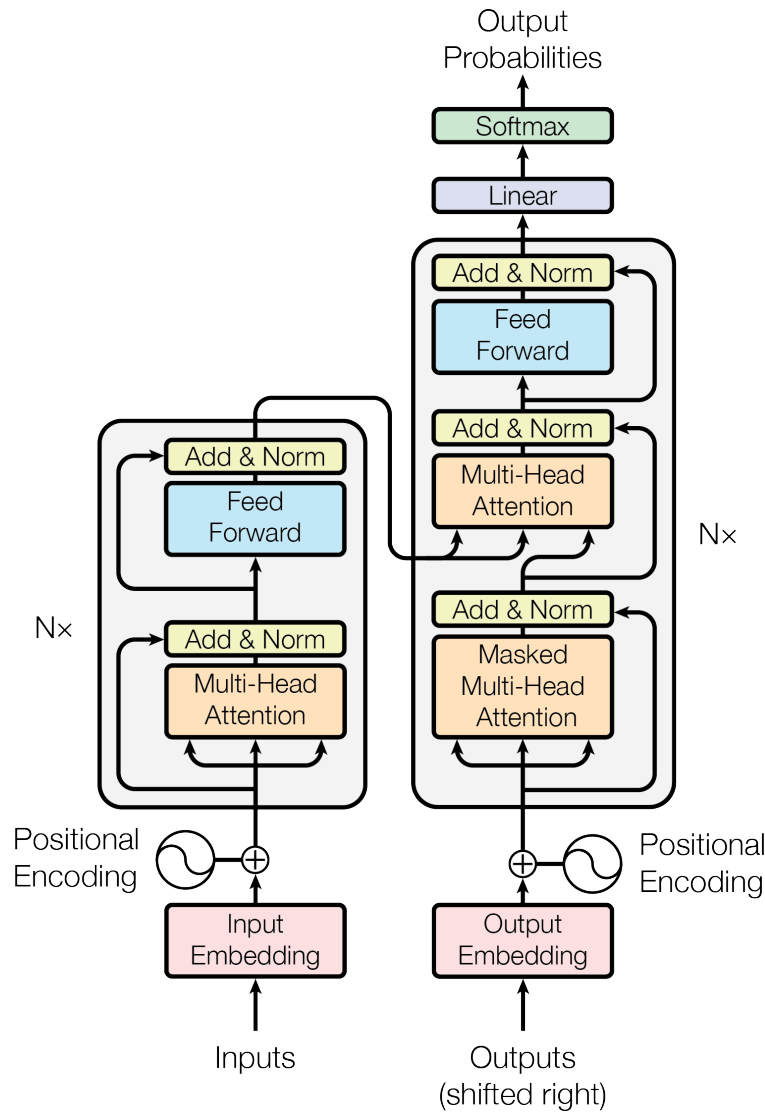 Output
Probabilities
Softmax
Linear
Add & Norm
Feed
Forward
Add & Norm
Multi-Head
Attention
Add & Norm
Masked
Multi-Head
Attention
N×
Add & Norm
Feed
Forward
Add & Norm
Multi-Head
Attention
N×
Positional
Encoding
Positional
Encoding
Input
Embedding
Output
Embedding
Inputs
Outputs
(shifted right)